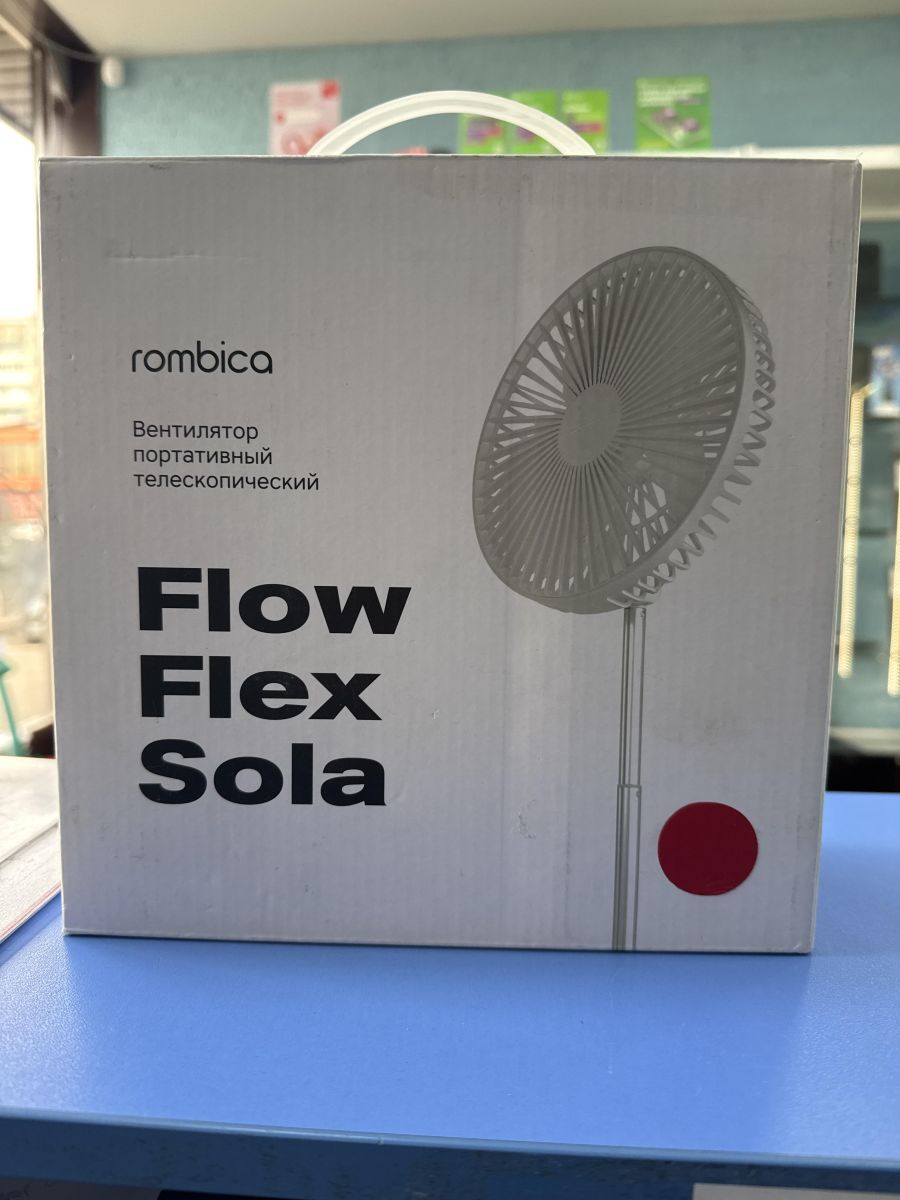 rombica
Вентилятор
портативный
телескопический
Flow
Flex
Sola